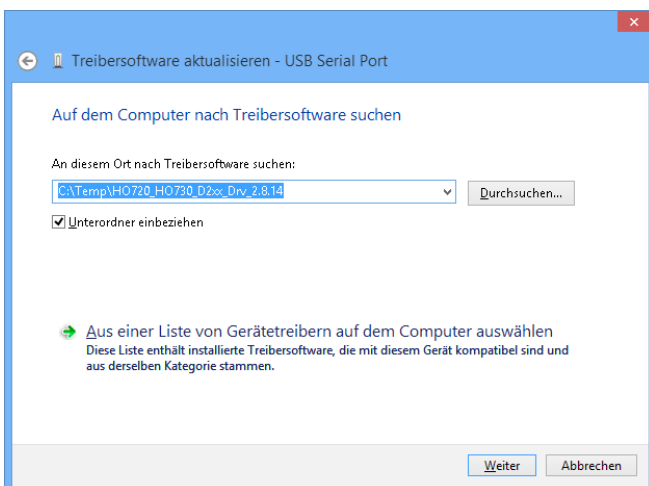 Treibersoftware aktualisieren - USB Serial Port
Auf dem Computer nach Treibersoftware suchen
An diesem Ort nach Treibersoftware suchen:
C:\Temp\HO720_HO730_D2xx_Drv_2.8.14
Durchsuchen...
Unterordner einbeziehen
Aus einer Liste von Gerätetreibern auf dem Computer auswählen
Diese Liste enthält installierte Treibersoftware, die mit diesem Gerät kompatibel sind und
aus derselben Kategorie stammen.
Weiter
Abbrechen